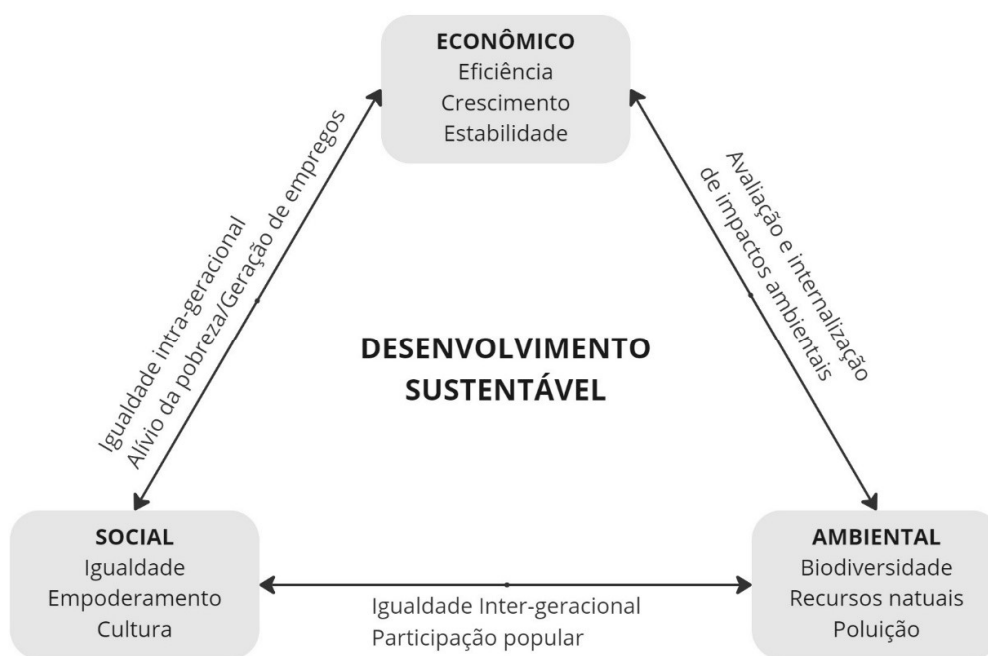 ECONÔMICO
Eficiência
Crescimento
Estabilidade
Igualdade intra-geracional
Alívio da pobreza/Geração de empregos
Avaliação e internalização
de impactos ambientais
DESENVOLVIMENTO
SUSTENTÁVEL
SOCIAL
Igualdade
Empoderamento
Cultura
Igualdade Inter-geracional
Participação popular
AMBIENTAL
Biodiversidade
Recursos natuais
Poluição